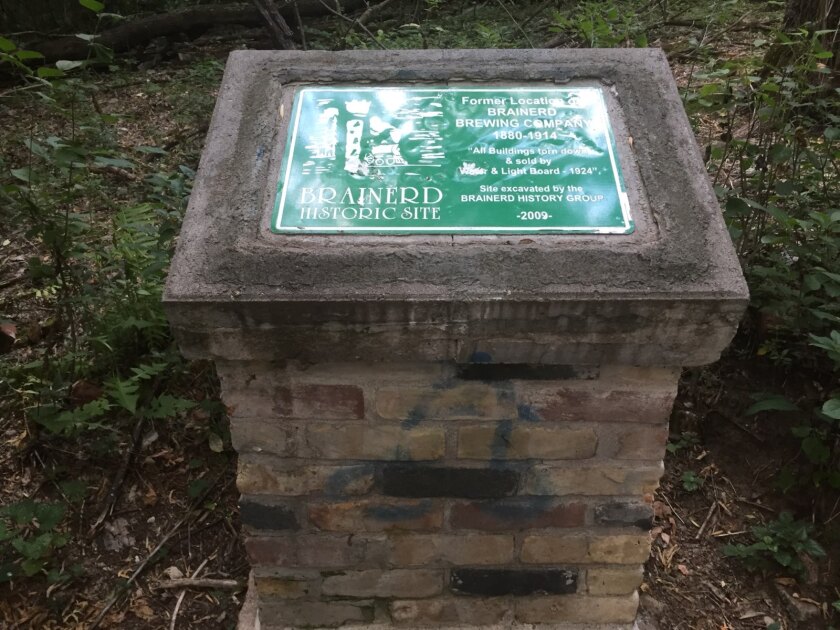 BRAINERD
HISTORIC SITE
Former Location
BRAINERD
BREWING COMPANY
1880-1914
"All Buildings torn down
& sold by
& Light Board - 1924"
Site excavated by the
BRAINERD HISTORY GROUP
-2009-